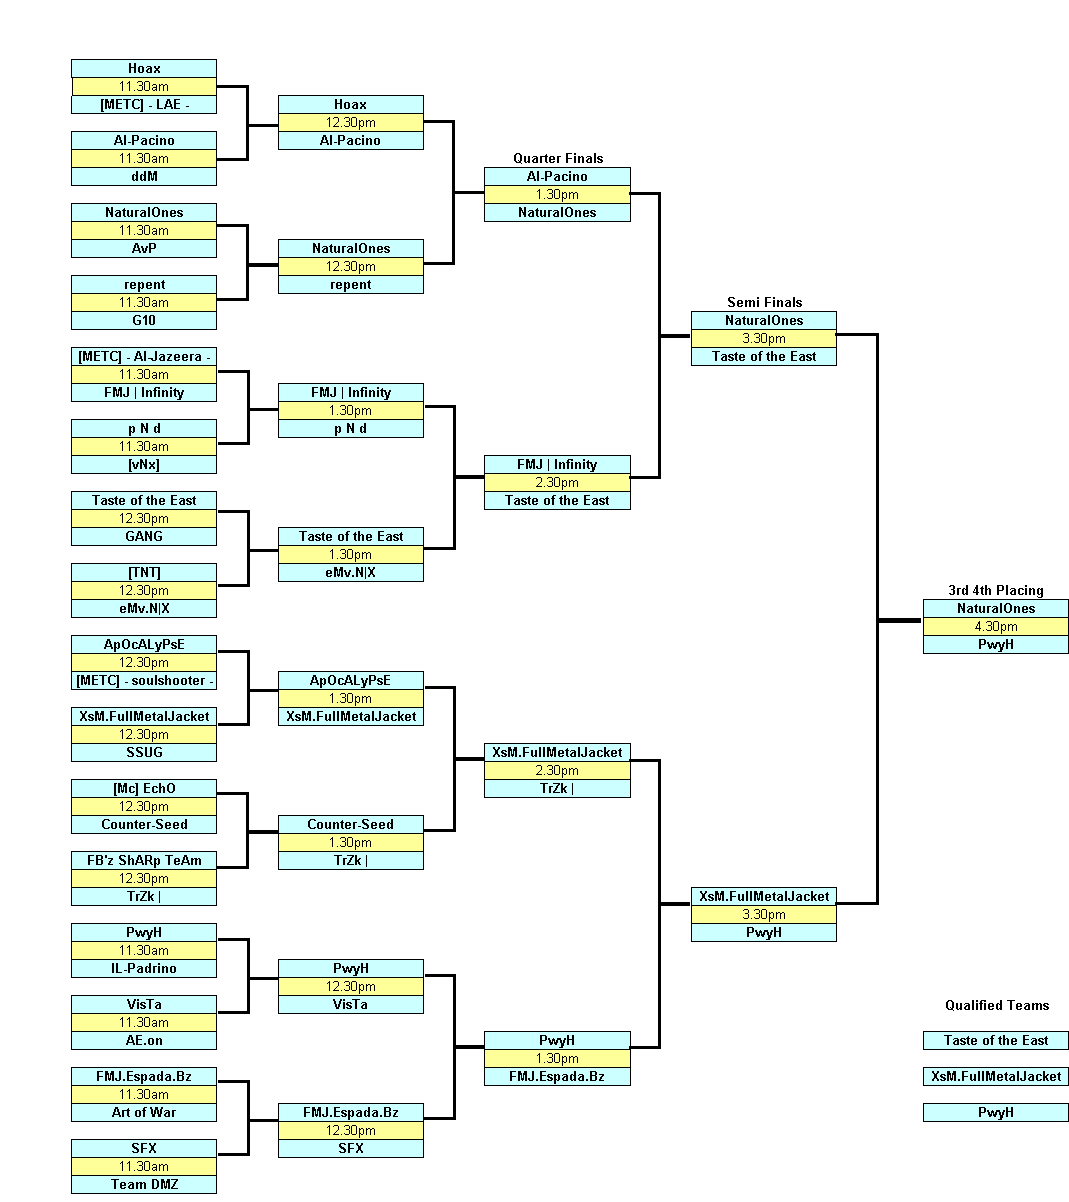 Hoax
11.30am
[METC] - LAE -
Al-Pacino
11.30am
ddM
NaturalOnes
11.30am
AvP
repent
11.30am
G10
[METC] - Al-Jazeera -
11.30am
FMJ | Infinity
p N d
11.30am
[vNx]
Taste of the East
12.30pm
GANG
[TNT]
12.30pm
eMv.N|X
ApOcALyPsE
12.30pm
[METC] - soulshooter -
XsM.FullMetalJacket
12.30pm
SSUG
[Mc] EchO
12.30pm
Counter-Seed
FB'z ShARp TeAm
12.30pm
TrZk |
PwyH
11.30am
IL-Padrino
VisTa
11.30am
AE.on
FMJ.Espada.Bz
11.30am
Art of War
SFX
11.30am
Team DMZ
Hoax
12.30pm
Al-Pacino
NaturalOnes
12.30pm
repent
FMJ | Infinity
1.30pm
p N d
Taste of the East
1.30pm
eMv.N|X
ApOcALyPsE
1.30pm
XsM.FullMetalJacket
Counter-Seed
1.30pm
TrZk |
PwyH
12.30pm
VisTa
FMJ.Espada.Bz
12.30pm
SFX
Quarter Finals
Al-Pacino
1.30pm
NaturalOnes
FMJ | Infinity
2.30pm
Taste of the East
XsM.FullMetalJacket
2.30pm
TrZk |
PwyH
1.30pm
FMJ.Espada.Bz
Semi Finals
NaturalOnes
3.30pm
Taste of the East
XsM.FullMetalJacket
3.30pm
PwyH
3rd 4th Placing
NaturalOnes
4.30pm
PwyH
Qualified Teams
Taste of the East
XsM.FullMetalJacket
PwyH